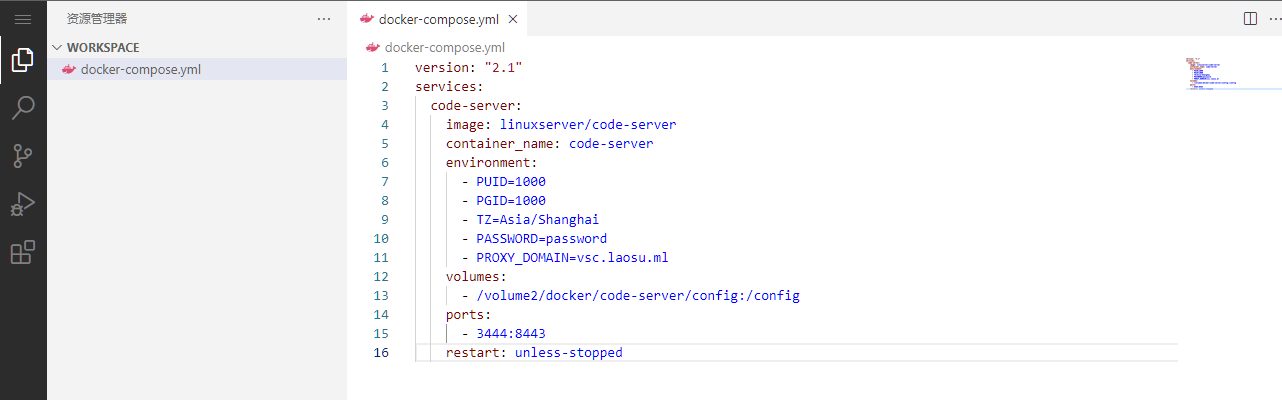 资源管理器 ···
WORKSPACE
docker-compose.yml
docker-compose.yml ×
docker-compose.yml
1 version: "2.1"
2 services:
3 code-server:
4 image: linuxserver/code-server
5 container_name: code-server
6 environment:
7 - PUID=1000
8 - PGID=1000
9 - TZ=Asia/Shanghai
10 - PASSWORD=password
11 - PROXY_DOMAIN=vsc.laosu.ml
12 volumes:
13 - /volume2/docker/code-server/config:/config
14 ports:
15 - 3444:8443
16 restart: unless-stopped